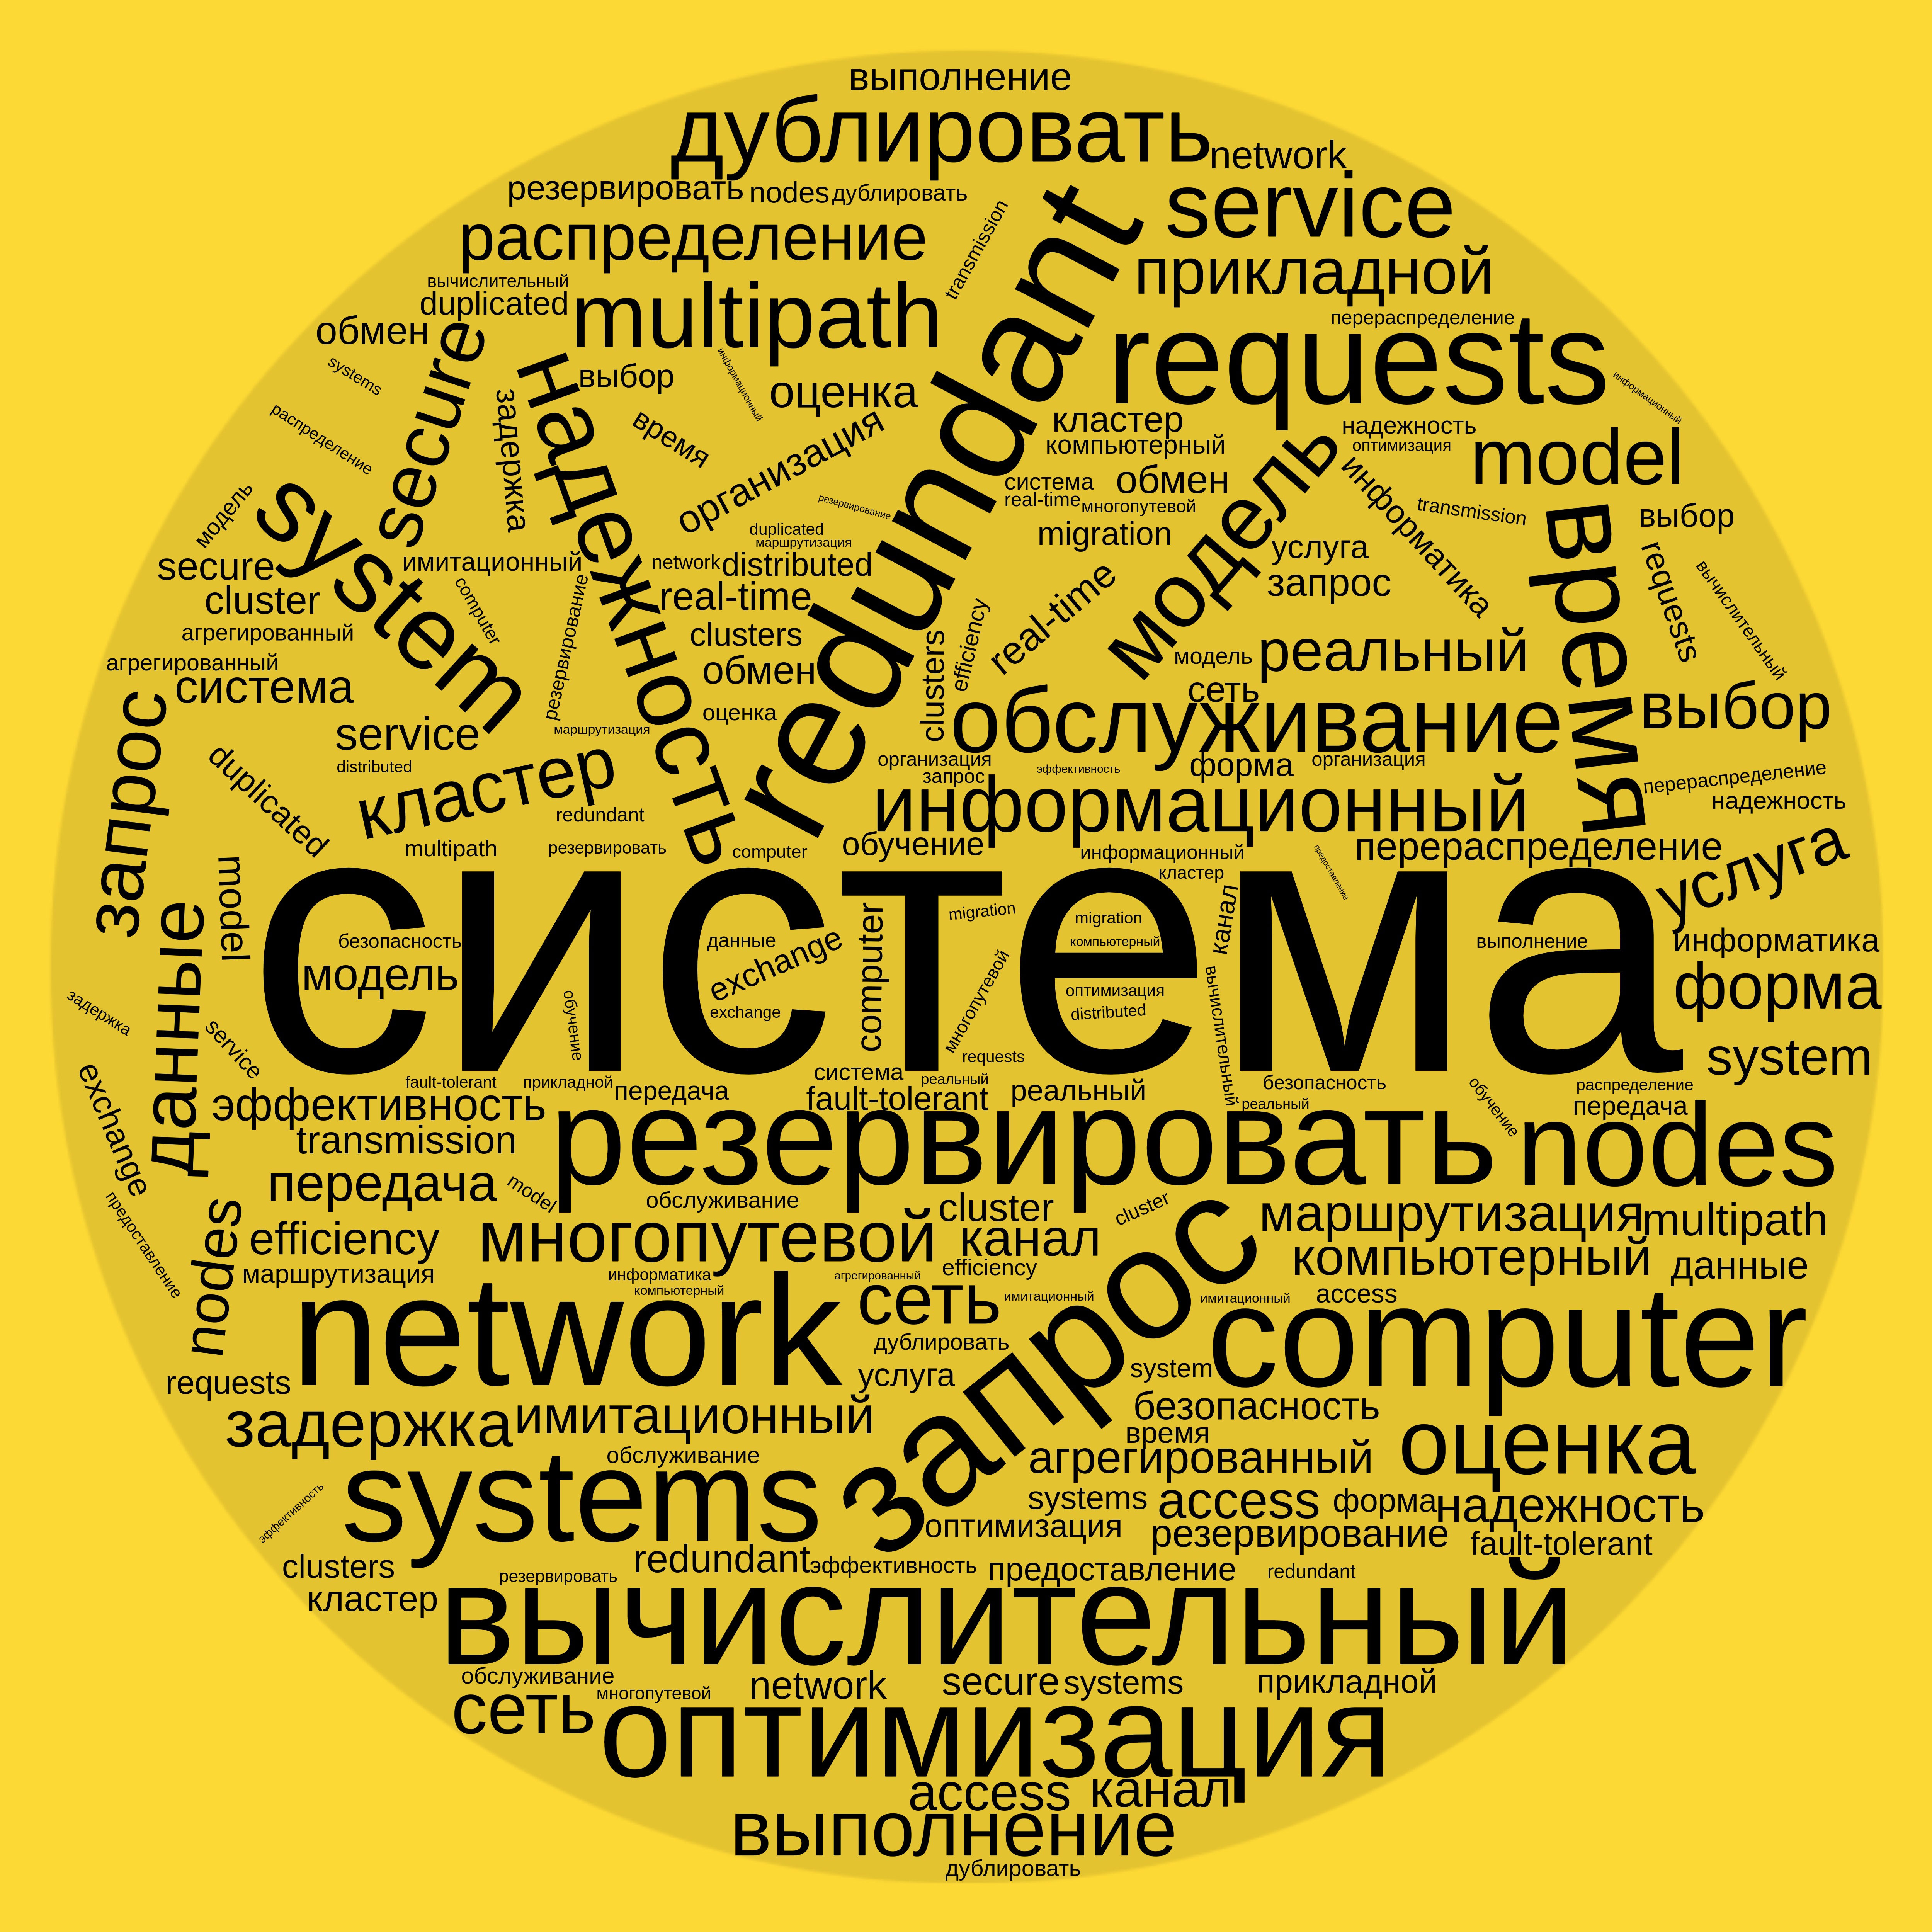 выполнение
дублировать
network
резервировать nodes дублировать
service
transmission
распределение
redundant
прикладной
вычислительный
duplicated
multipath
requests
перераспределение
обмен
secure
systems
надежность
выбор
информационный
оценка
информационный
распределение
задержка
время
организация
кластер
компьютерный
надежность
оптимизация
model
модель
информатика
система
обмен
real-time
многопутевой
transmission
время
выбор
модель
system
резервирование
duplicated
маршрутизация
migration
услуга
запрос
requests
вычислительный
secure
имитационный
network
distributed
cluster
computer
резервирование
real-time
real-time
efficiency
clusters
агрегированный
clusters
обмен
модель
реальный
агрегированный
система
сеть
выбор
запрос
оценка
обслуживание
service
маршрутизация
distributed
duplicated
кластер
организация
запрос
эффективность
форма
организация
перераспределение
надежность
информационный
redundant
multipath
резервировать
computer
обучение
информационный
кластер
предоставление
перераспределение
услуга
система
model
данные
безопасность
модель
данные
exchange
exchange
computer
migration
migration
компьютерный
канал
многопутевой
оптимизация
distributed
вычислительный
выполнение
информатика
форма
обучение
задержка
service
requests
system
exchange
fault-tolerant
прикладной
передача
система
реальный
fault-tolerant
реальный
безопасность
реальный
обучение
распределение
передача
эффективность
резервировать
nodes
transmission
передача
model
обслуживание
cluster
cluster
запрос
маршрутизация
multipath
предоставление
nodes
efficiency
многопутевой
канал
компьютерный
данные
маршрутизация
информатика
компьютерный
агрегированный
efficiency
имитационный
имитационный
access
network
сеть
computer
дублировать
requests
услуга
system
задержка
имитационный
безопасность
время
оценка
обслуживание
агрегированный
systems
эффективность
systems
access
форма
надежность
оптимизация
резервирование
fault-tolerant
clusters
redundant
эффективность
предоставление
redundant
резервировать
кластер
вычислительный
обслуживание
сеть
многопутевой
network
secure
systems
прикладной
оптимизация
access
канал
выполнение
дублировать